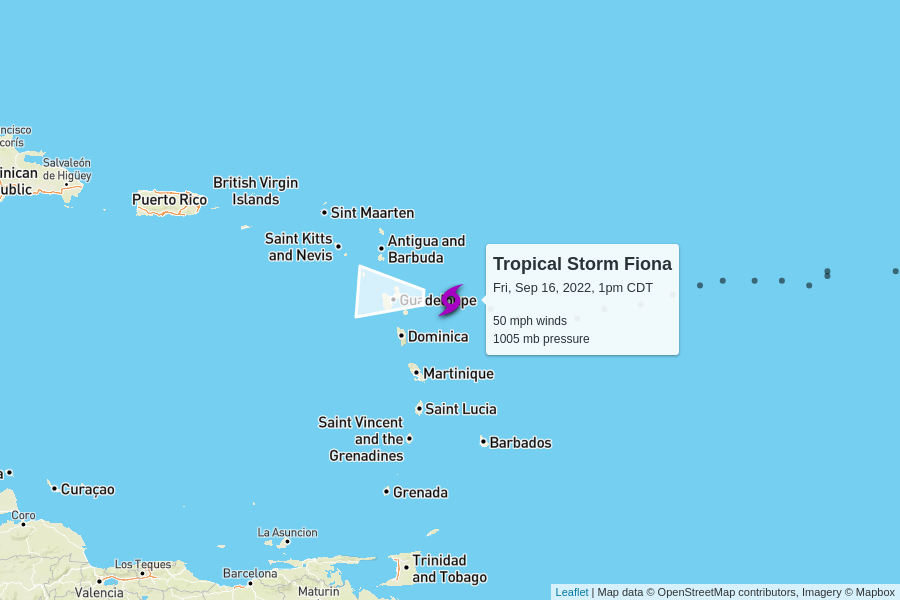 ncisco
corís
Salvaleón
de Higüey
inican
ublic
Puerto Rico
British Virgin
Islands
Sint Maarten
Saint Kitts
and Nevis
Antigua and
Barbuda
Guadeloupe
Tropical Storm Fiona
Fri, Sep 16, 2022, 1pm CDT
50 mph winds
1005 mb pressure
Dominica
Martinique
Saint Lucia
Saint Vincent
and the
Grenadines
Barbados
a
Curaçao
Grenada
Coro
La Asuncion
Trinidad
and Tobago
Los Teques
Barcelona
Valencia
Maturin
Leaflet | Map data © OpenStreetMap contributors, Imagery © Mapbox